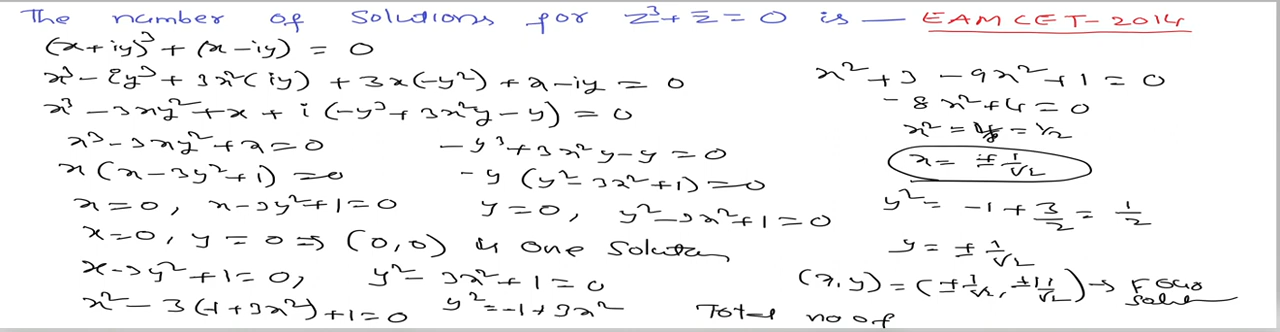 The number of solutions for z³ + z̄ = 0 is — EAMCET-2014
(x+iy)³ + (x-iy) = 0
x³ - iy³ + 3x²(iy) + 3x(-y²) + x - iy = 0
x³ - 3xy² + x + i(-y³ + 3x²y - y) = 0
x³ - 3xy² + x = 0   -y³ + 3x²y - y = 0
x(x - 3y² + 1) = 0   -y(y² - 3x² + 1) = 0
x = 0, x - 3y² + 1 = 0   y = 0, y² - 3x² + 1 = 0
x = 0, y = 0 ⇒ (0,0) is one Solution
x - 3y² + 1 = 0,   y² - 3x² + 1 = 0
x² - 3(-1 + 3x²) + 1 = 0   y² = -1 + 3x²
x² + 3 - 9x² + 1 = 0
-8x² + 4 = 0
x² = 4/8 = 1/2
x = ± 1/√2
y² = -1 + 3/2 = 1/2
y = ± 1/√2
(x,y) = (± 1/√2, ± 1/√2) → Four
Total no of